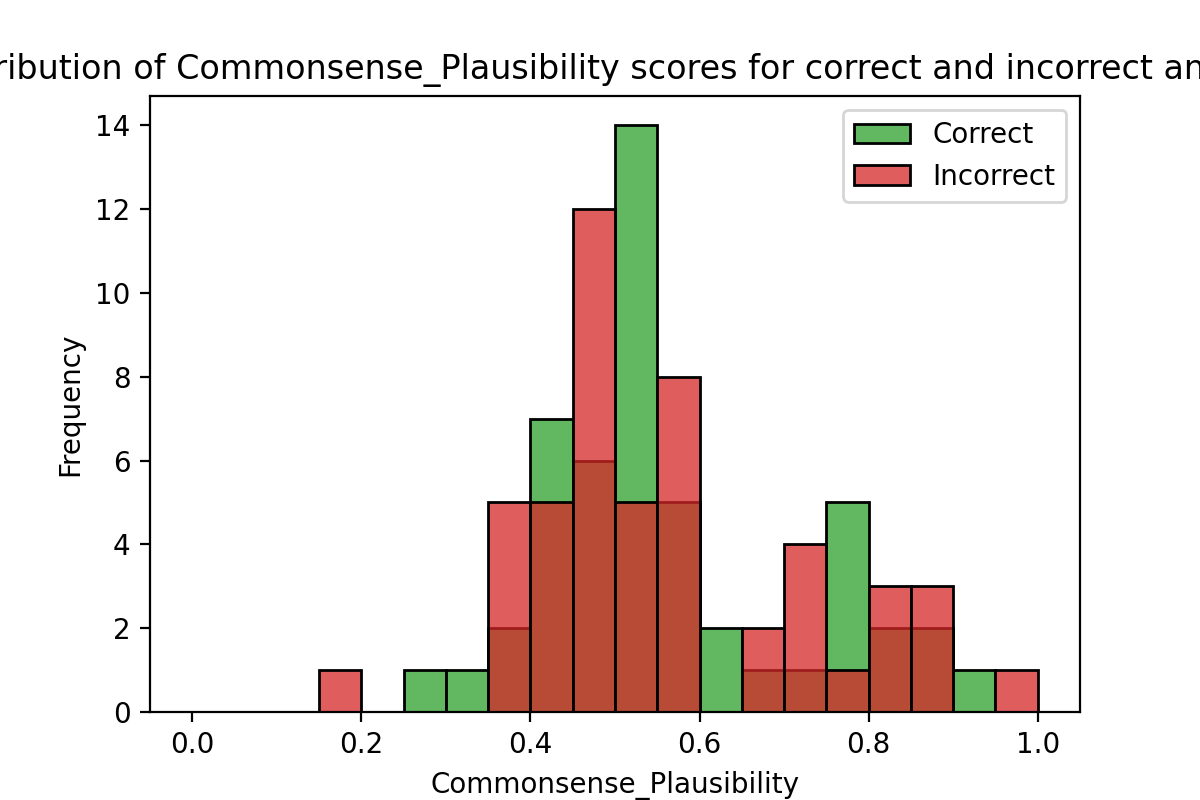 ribution of Commonsense_Plausibility scores for correct and incorrect an
Correct
Incorrect
14
12
10
8
6
4
2
0
Frequency
0.0 0.2 0.4 0.6 0.8 1.0
Commonsense_Plausibility